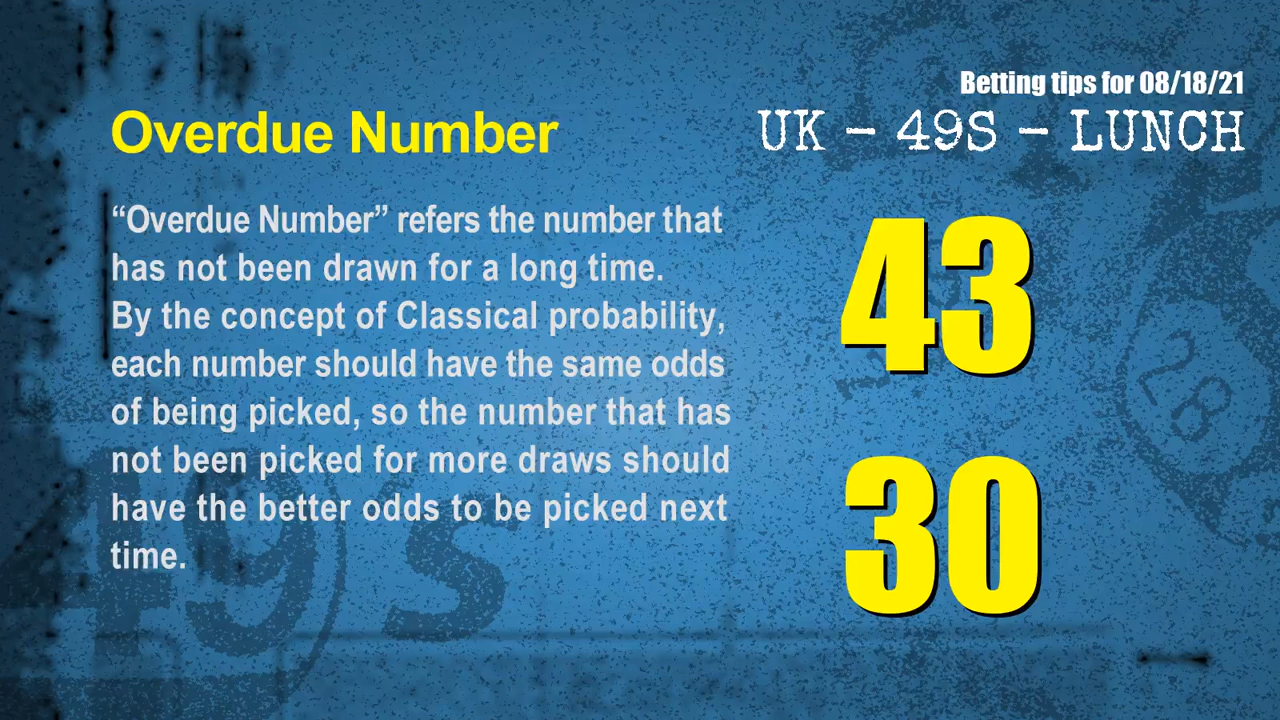 Betting tips for 08/18/21
Overdue Number
UK - 49S - LUNCH
“Overdue Number” refers the number that
has not been drawn for a long time.
By the concept of Classical probability,
each number should have the same odds
of being picked, so the number that has
not been picked for more draws should
have the better odds to be picked next
time.
43
30
28
49s